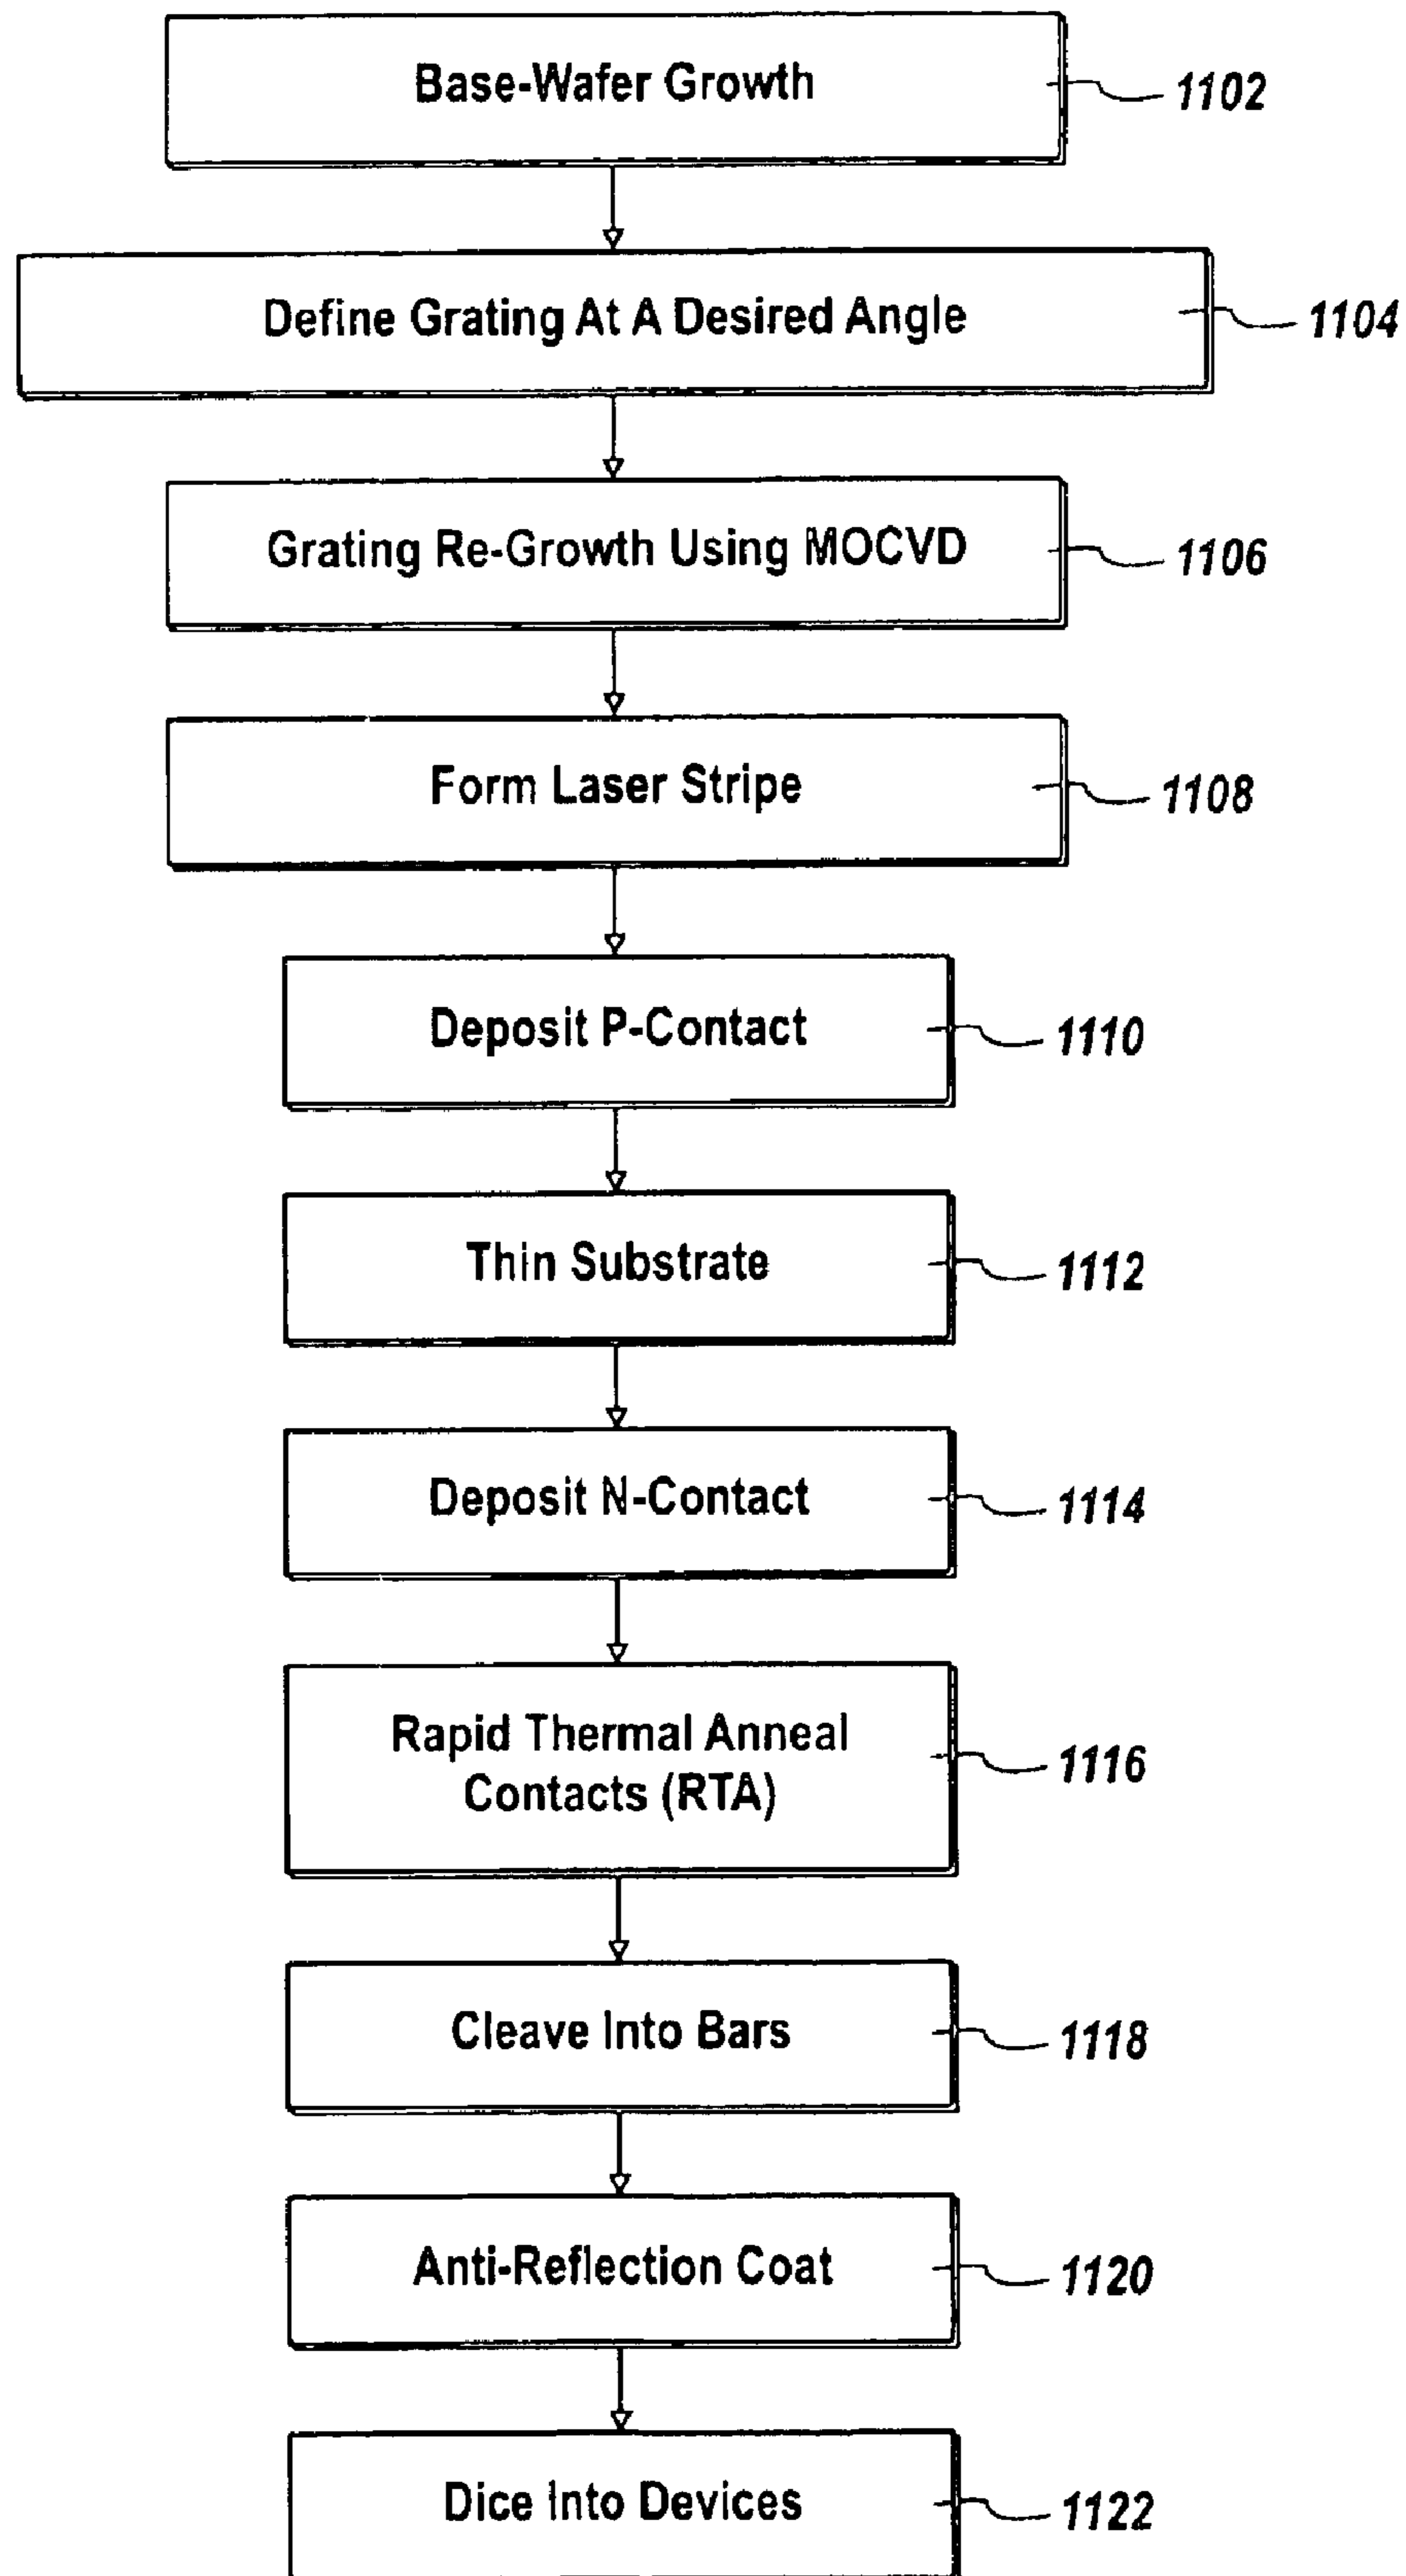 Base-Wafer Growth
1102
Define Grating At A Desired Angle
1104
Grating Re-Growth Using MOCVD
1106
Form Laser Stripe
1108
Deposit P-Contact
1110
Thin Substrate
1112
Deposit N-Contact
1114
Rapid Thermal Anneal
Contacts (RTA)
1116
Cleave Into Bars
1118
Anti-Reflection Coat
1120
Dice Into Devices
1122